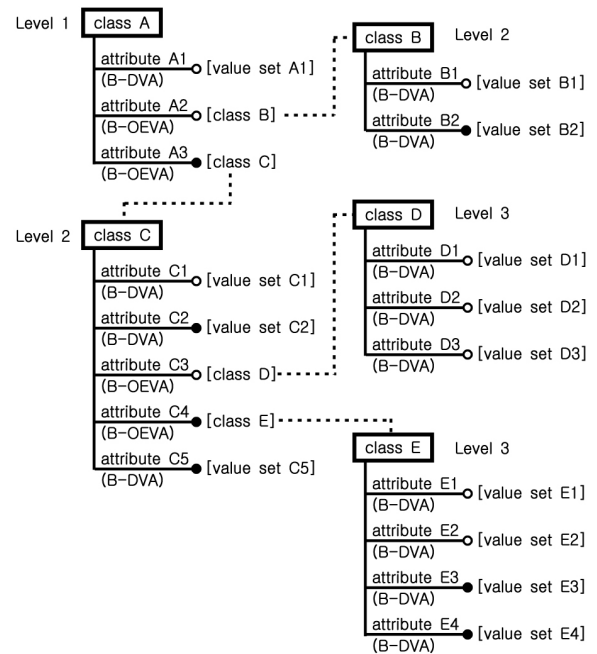 Level 1 class A
attribute A1 [value set A1]
(B-DVA)
attribute A2 [class B]
(B-OEVA)
attribute A3 [class C]
(B-OEVA)
class B Level 2
attribute B1 [value set B1]
(B-DVA)
attribute B2 [value set B2]
(B-DVA)
Level 2 class C
attribute C1 [value set C1]
(B-DVA)
attribute C2 [value set C2]
(B-DVA)
attribute C3 [class D]
(B-OEVA)
attribute C4 [class E]
(B-OEVA)
attribute C5 [value set C5]
(B-DVA)
class D Level 3
attribute D1 [value set D1]
(B-DVA)
attribute D2 [value set D2]
(B-DVA)
attribute D3 [value set D3]
(B-DVA)
class E Level 3
attribute E1 [value set E1]
(B-DVA)
attribute E2 [value set E2]
(B-DVA)
attribute E3 [value set E3]
(B-DVA)
attribute E4 [value set E4]
(B-DVA)